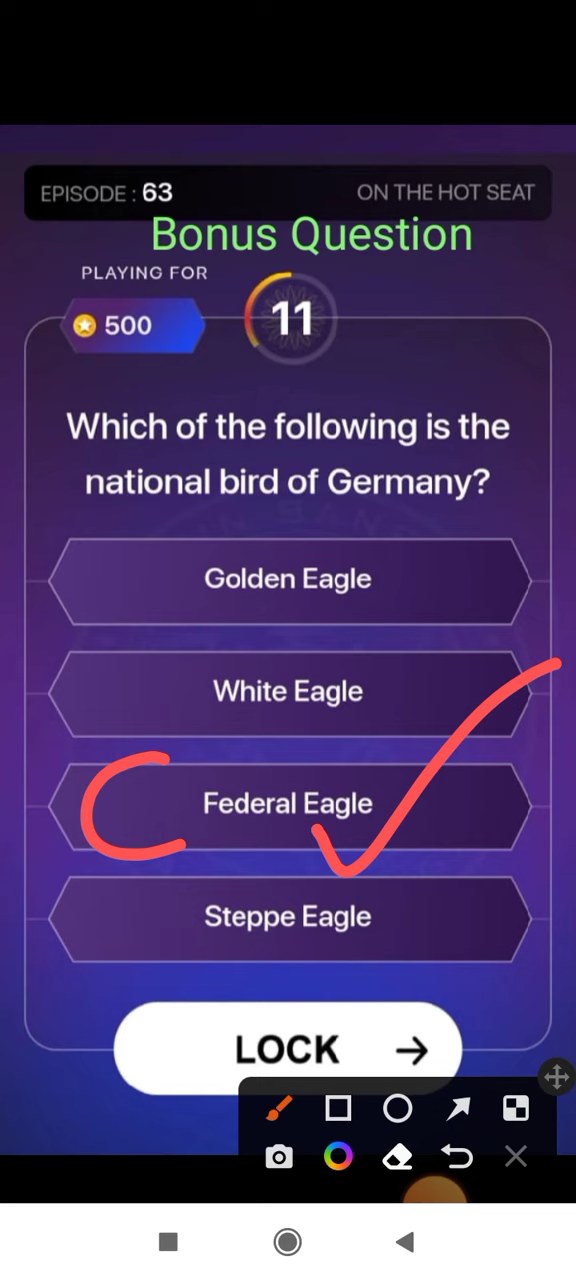 EPISODE : 63
ON THE HOT SEAT
Bonus Question
PLAYING FOR
500
11
Which of the following is the
national bird of Germany?
Golden Eagle
White Eagle
C
Federal Eagle
Steppe Eagle
LOCK